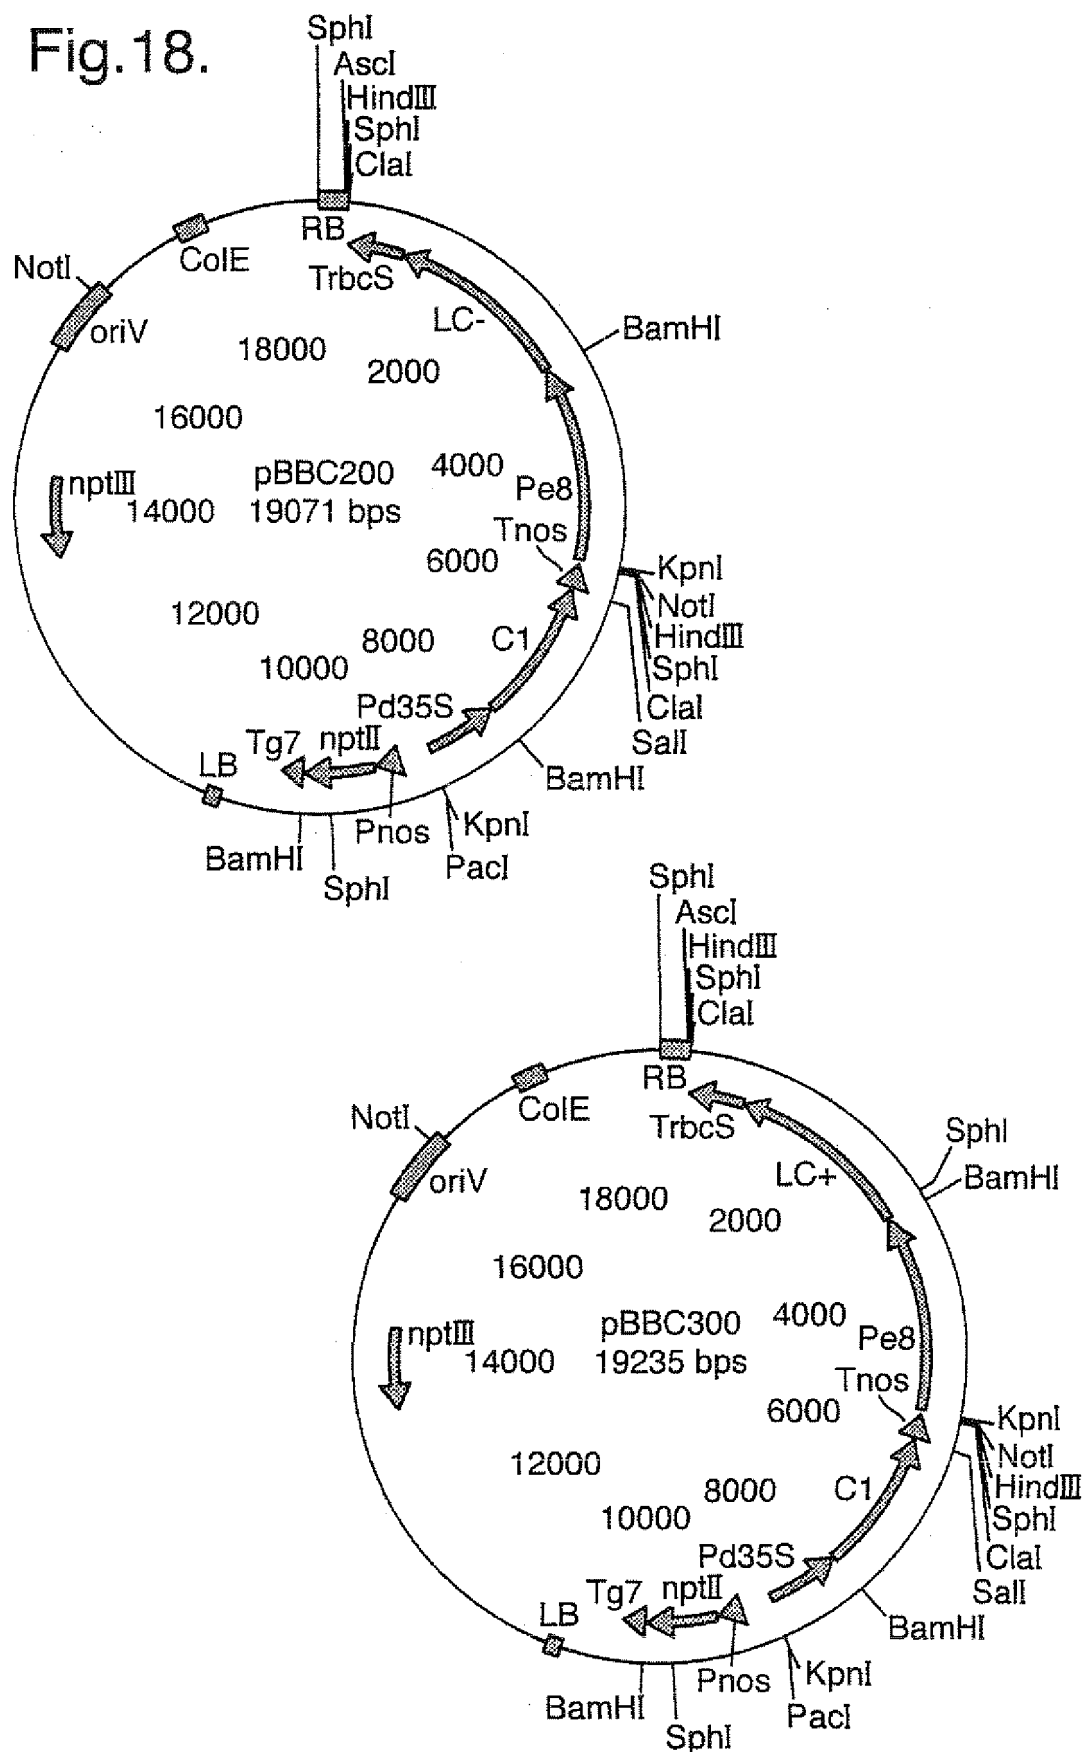 Fig.18.
SphI
AscI
HindIII
SphI
ClaI
RB
ColE
TrbcS
NotI
oriV
LC-
BamHI
18000
2000
16000
nptIII
14000
pBBC200
19071 bps
4000
Pe8
Tnos
6000
KpnI
NotI
HindIII
SphI
ClaI
SalI
12000
8000
C1
10000
Pd35S
Tg7
nptII
LB
BamHI
Pnos
KpnI
BamHI
PacI
SphI
SphI
AscI
HindIII
SphI
ClaI
RB
ColE
TrbcS
NotI
oriV
LC+
SphI
BamHI
18000
2000
16000
nptIII
14000
pBBC300
19235 bps
4000
Pe8
Tnos
6000
KpnI
NotI
HindIII
SphI
ClaI
SalI
12000
8000
C1
10000
Pd35S
Tg7
nptII
LB
BamHI
Pnos
KpnI
BamHI
PacI
SphI